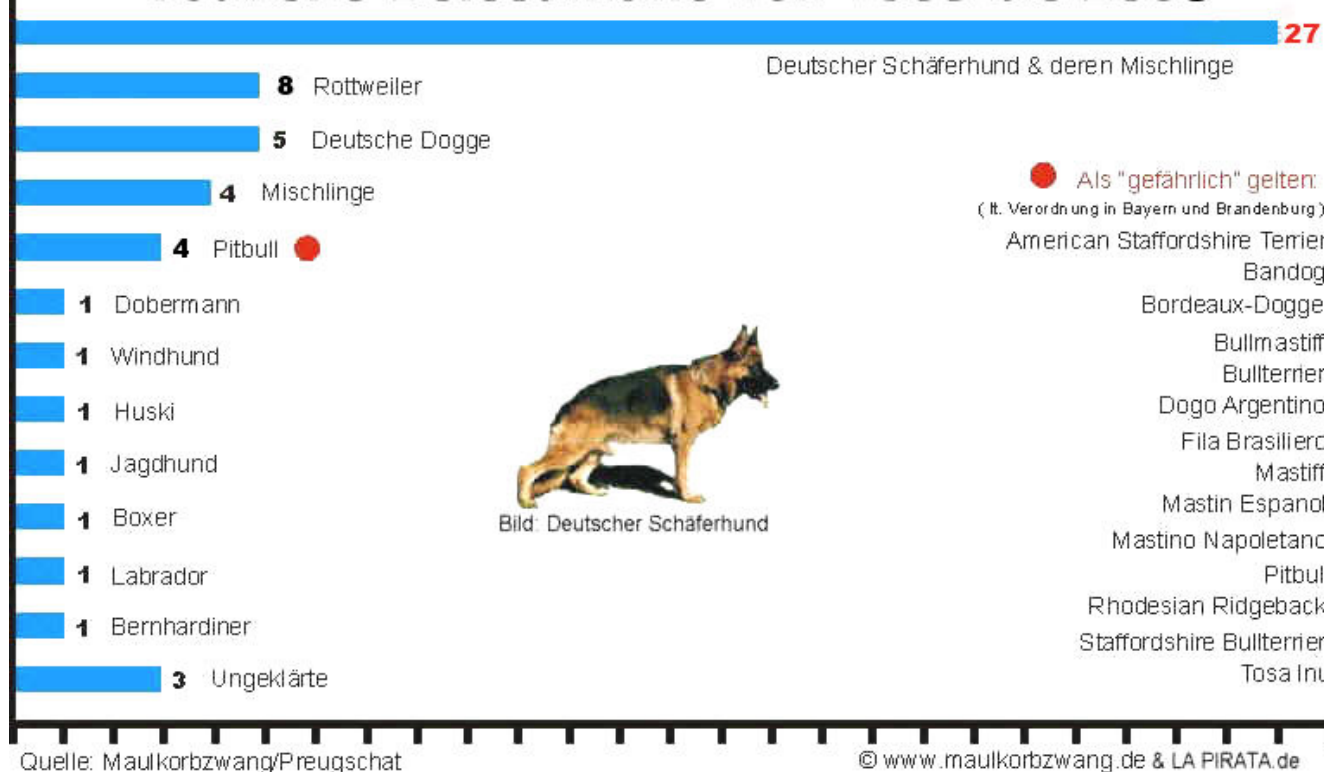 27
Deutscher Schäferhund & deren Mischlinge
8 Rottweiler
5 Deutsche Dogge
4 Mischlinge
4 Pitbull
1 Dobermann
1 Windhund
1 Huski
1 Jagdhund
1 Boxer
1 Labrador
1 Bernhardiner
3 Ungeklärte
Bild: Deutscher Schäferhund
Als "gefährlich" gelten:
( lt. Verordnung in Bayern und Brandenburg )
American Staffordshire Terrier
Bandog
Bordeaux-Dogge
Bullmastiff
Bullterrier
Dogo Argentino
Fila Brasiliero
Mastiff
Mastin Espanol
Mastino Napoletano
Pitbul
Rhodesian Ridgeback
Staffordshire Bullterrier
Tosa Inu
Quelle: Maulkorbzwang/Preugschat
© www.maulkorbzwang.de & LA PIRATA.de